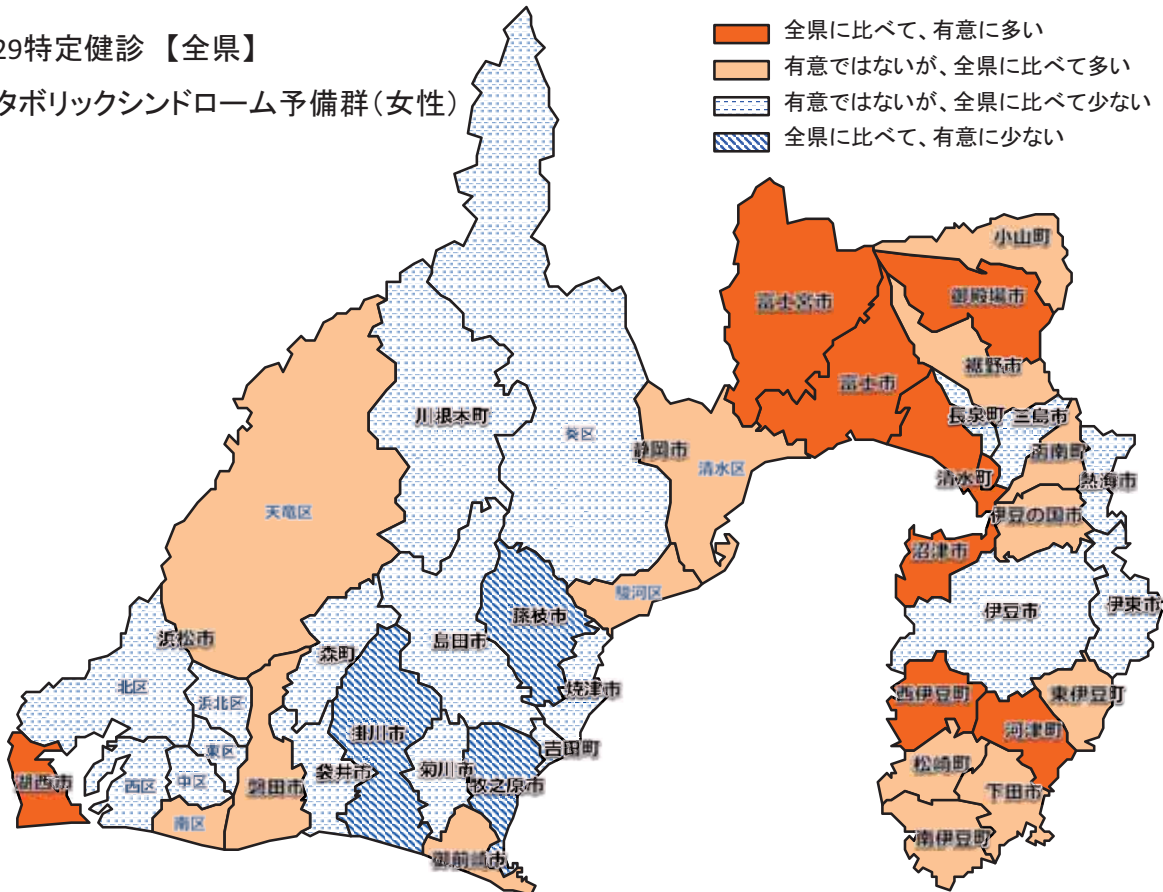 29特定健診 【全県】
タボリックシンドローム予備群(女性)
全県に比べて、有意に多い
有意ではないが、全県に比べて多い
有意ではないが、全県に比べて少ない
全県に比べて、有意に少ない
小山町
御殿場市
富士宮市
裾野市
富士市
長泉町
三島市
川根本町
葵区
静岡市
清水区
函南町
清水町
熱海市
天竜区
伊豆の国市
沼津市
駿河区
藤枝市
伊豆市
伊東市
浜松市
森町
島田市
北区
浜北区
焼津市
西伊豆町
東伊豆町
掛川市
河津町
東区
吉田町
湖西市
西区
中区
磐田市
袋井市
菊川市
牧之原市
松崎町
下田市
南区
御前崎市
南伊豆町